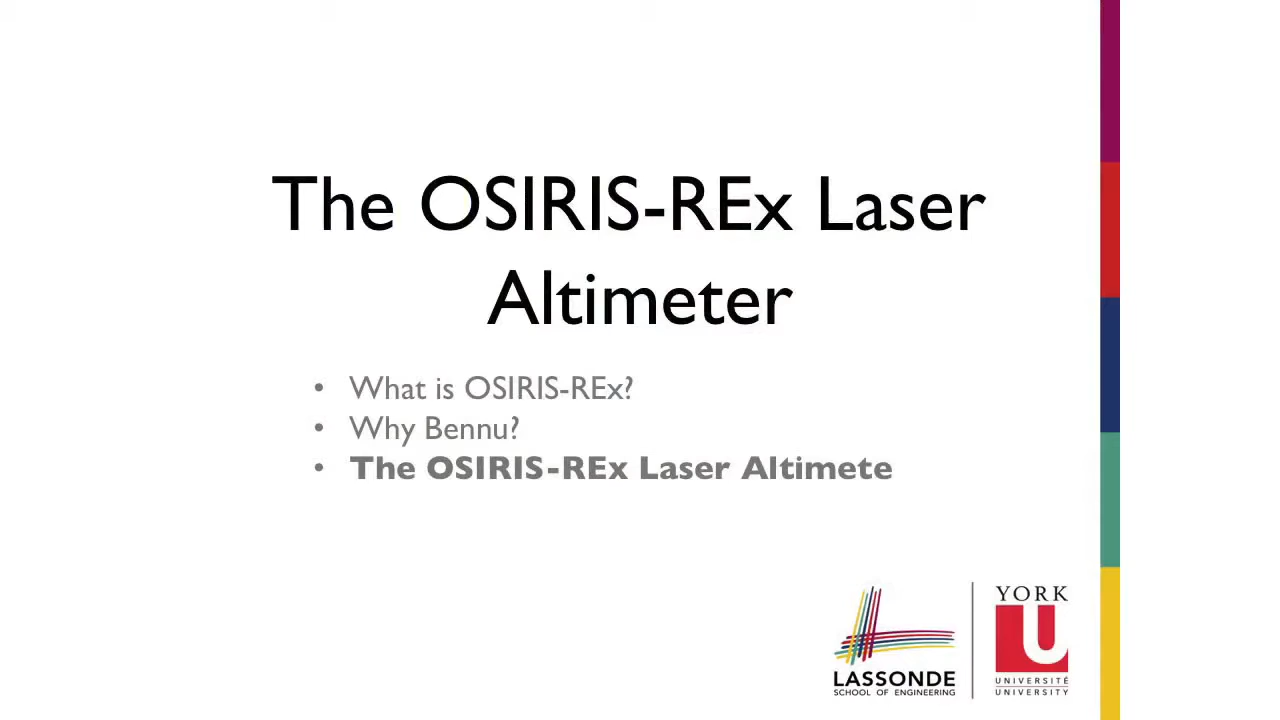 The OSIRIS-REx Laser
Altimeter
• What is OSIRIS-REx?
• Why Bennu?
• The OSIRIS-REx Laser Altimete
LASSONDE
SCHOOL OF ENGINEERING
YORK
U
UNIVERSITÉ
UNIVERSITY